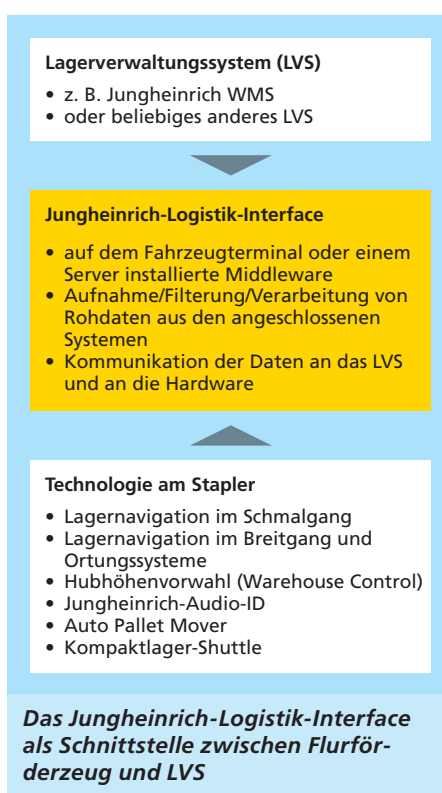 Lagerverwaltungssystem (LVS)
• z. B. Jungheinrich WMS
• oder beliebiges anderes LVS
Jungheinrich-Logistik-Interface
• auf dem Fahrzeugterminal oder einem
Server installierte Middleware
• Aufnahme/Filterung/Verarbeitung von
Rohdaten aus den angeschlossenen
Systemen
• Kommunikation der Daten an das LVS
und an die Hardware
Technologie am Stapler
• Lagernavigation im Schmalgang
• Lagernavigation im Breitgang und
Ortungssysteme
• Hubhöhenvorwahl (Warehouse Control)
• Jungheinrich-Audio-ID
• Auto Pallet Mover
• Kompaktlager-Shuttle
Das Jungheinrich-Logistik-Interface
als Schnittstelle zwischen Flurför-
derzeug und LVS